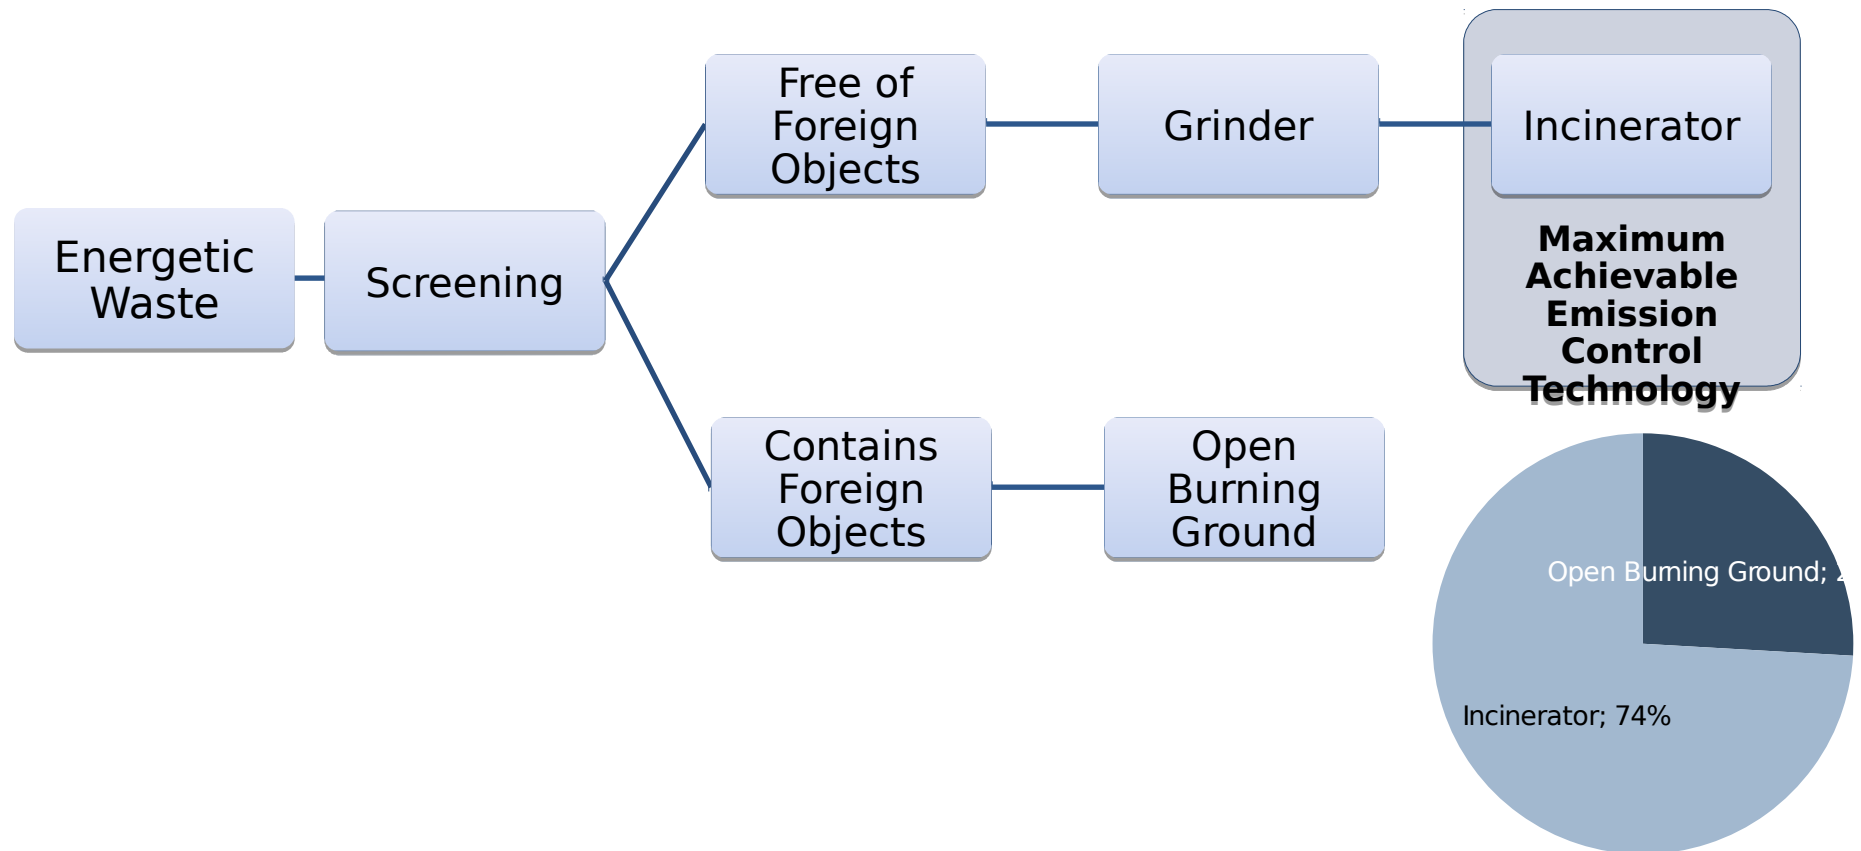 Energetic
Waste
Screening
Free of
Foreign
Objects
Grinder
Incinerator
Maximum
Achievable
Emission
Control
Technology
Contains
Foreign
Objects
Open
Burning
Ground
Open Burning Ground;
Incinerator; 74%